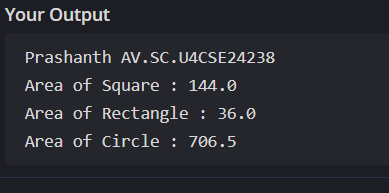 Your Output
Prashanth AV.SC.U4CSE24238
Area of Square : 144.0
Area of Rectangle : 36.0
Area of Circle : 706.5